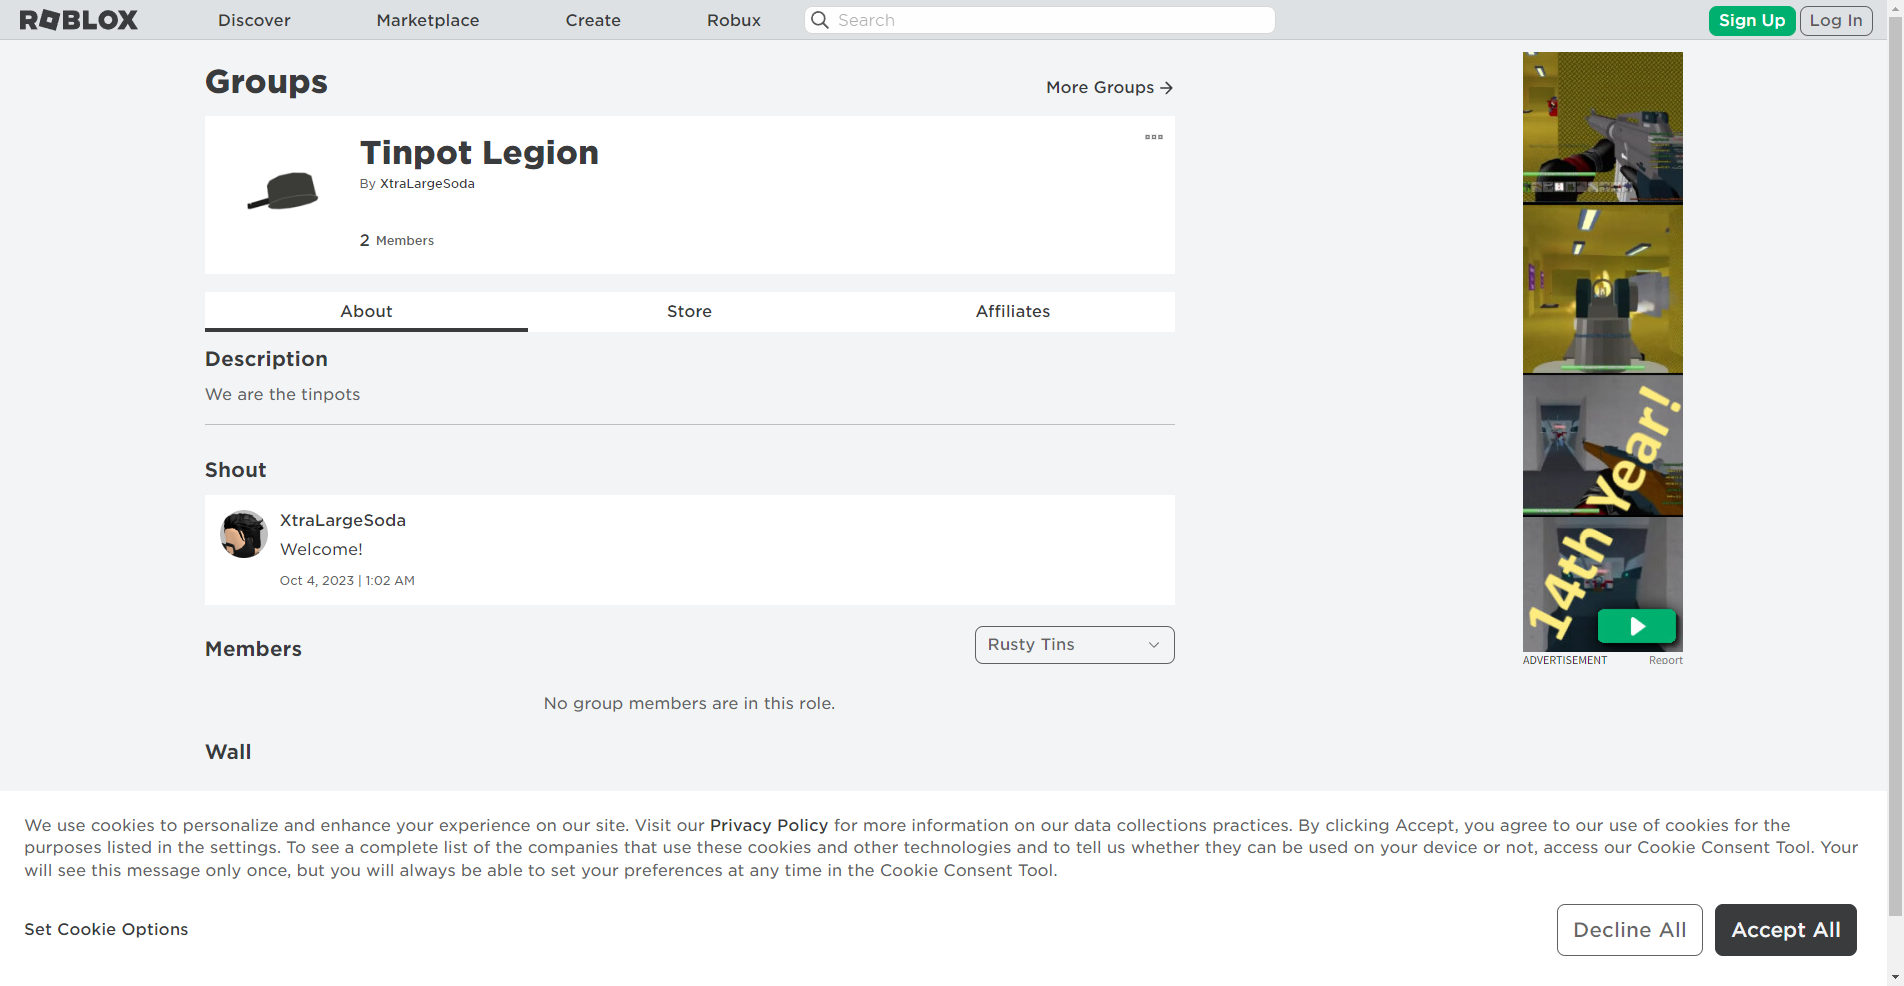 ROBLOX
Discover
Marketplace
Create
Robux
Search
Sign Up
Log In
Groups
More Groups →
Tinpot Legion
By XtraLargeSoda
2 Members
About
Store
Affiliates
Description
We are the tinpots
Shout
XtraLargeSoda
Welcome!
Oct 4, 2023 | 1:02 AM
Members
Rusty Tins
No group members are in this role.
Wall
14th Year!
ADVERTISEMENT
Report
We use cookies to personalize and enhance your experience on our site. Visit our Privacy Policy for more information on our data collections practices. By clicking Accept, you agree to our use of cookies for the
purposes listed in the settings. To see a complete list of the companies that use these cookies and other technologies and to tell us whether they can be used on your device or not, access our Cookie Consent Tool. Your
will see this message only once, but you will always be able to set your preferences at any time in the Cookie Consent Tool.
Set Cookie Options
Decline All
Accept All